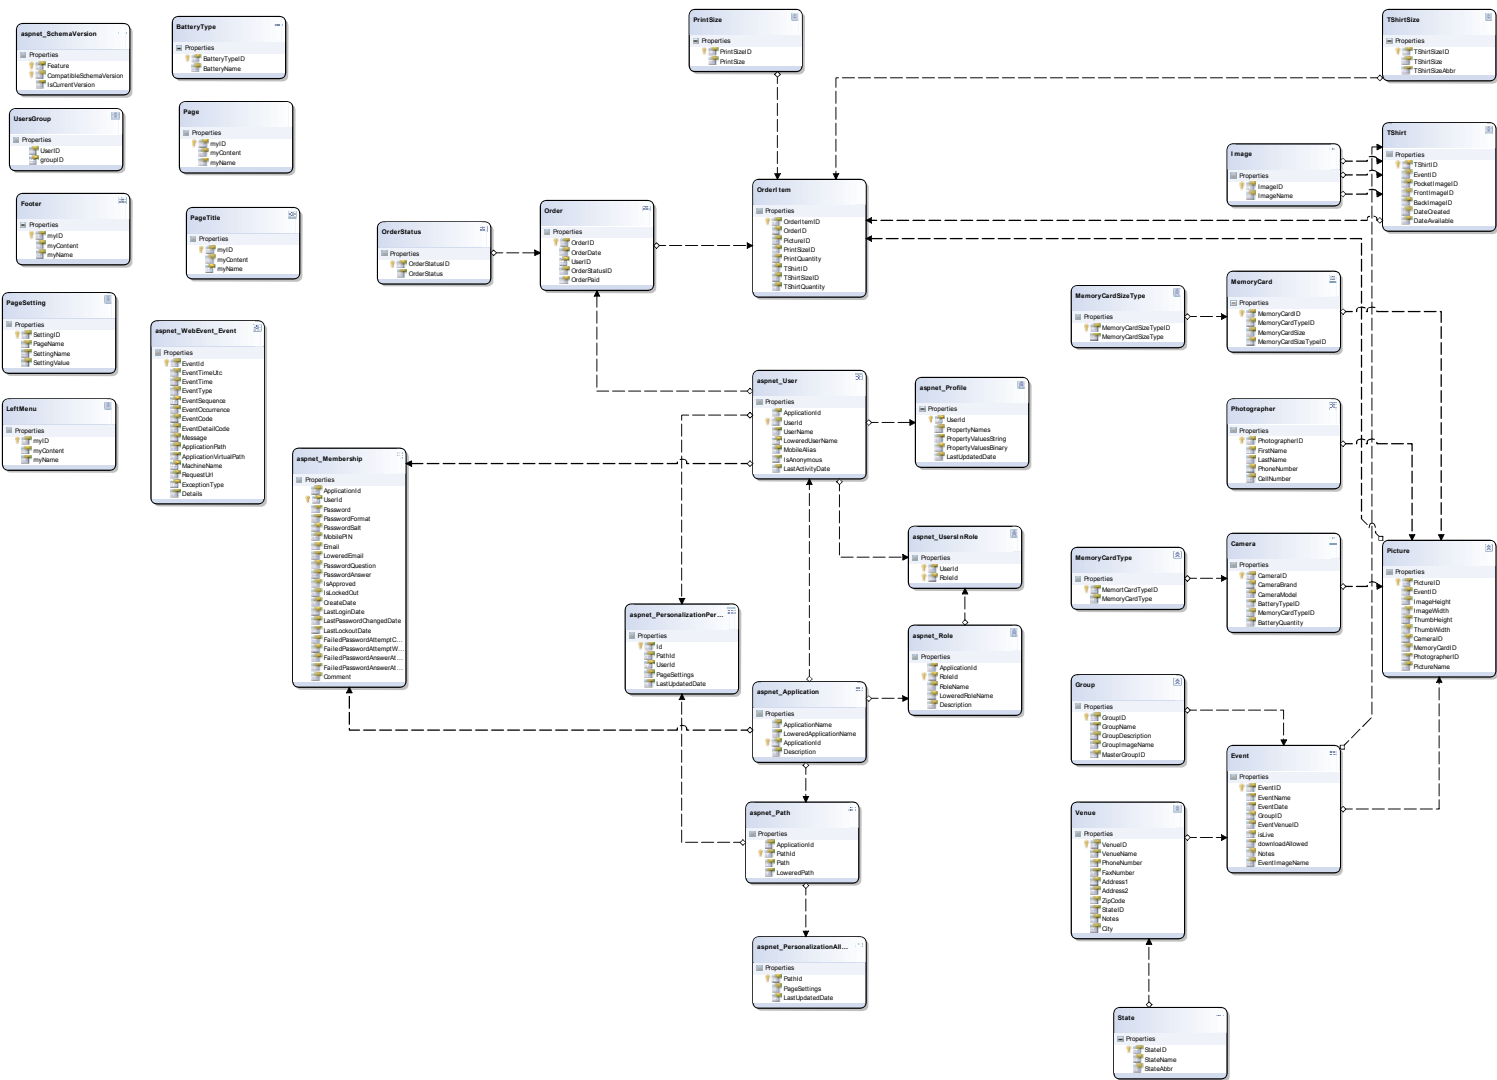 aspnet_SchemaVersion
Properties
Feature
CompatibleSchemaVersion
IsCurrentVersion
BatteryType
Properties
BatteryTypeID
BatteryName
PrintSize
Properties
PrintSizeID
PrintSize
TShirtSize
Properties
TShirtSizeID
TShirtSize
TShirtSizeAbbr
UsersGroup
Properties
UserID
groupID
Page
Properties
myID
myContent
myName
Image
Properties
ImageID
ImageName
TShirt
Properties
TShirtID
EventID
PocketImageID
FrontImageID
BackImageID
DateCreated
DateAvailable
Footer
Properties
myID
myContent
myName
PageTitle
Properties
myID
myContent
myName
OrderStatus
Properties
OrderStatusID
OrderStatus
Order
Properties
OrderID
OrderDate
UserID
OrderStatusID
OrderPaid
OrderItem
Properties
OrderItemID
OrderID
PictureID
PrintSizeID
PrintQuantity
TShirtID
TShirtSizeID
TShirtQuantity
PageSetting
Properties
SettingID
PageName
SettingName
SettingValue
aspnet_WebEvent_Event
Properties
EventId
EventTimeUtc
EventTime
EventType
EventSequence
EventOccurrence
EventCode
EventDetailCode
Message
ApplicationPath
ApplicationVirtualPath
MachineName
RequestUrl
ExceptionType
Details
MemoryCardSizeType
Properties
MemoryCardSizeTypeID
MemoryCardSizeType
MemoryCard
Properties
MemoryCardID
MemoryCardTypeID
MemoryCardSize
MemoryCardSizeTypeID
LeftMenu
Properties
myID
myContent
myName
aspnet_Membership
Properties
ApplicationId
UserId
Password
PasswordFormat
PasswordSalt
MobilePIN
Email
LoweredEmail
PasswordQuestion
PasswordAnswer
IsApproved
IsLockedOut
CreateDate
LastLoginDate
LastPasswordChangedDate
LastLockoutDate
FailedPasswordAttemptC...
FailedPasswordAttemptW...
FailedPasswordAnswerAt...
FailedPasswordAnswerAt...
Comment
aspnet_User
Properties
ApplicationId
UserId
UserName
LoweredUserName
MobileAlias
IsAnonymous
LastActivityDate
aspnet_Profile
Properties
UserId
PropertyNames
PropertyValuesString
PropertyValuesBinary
LastUpdatedDate
Photographer
Properties
PhotographerID
FirstName
LastName
PhoneNumber
CellNumber
aspnet_UsersInRole
Properties
UserId
RoleId
MemoryCardType
Properties
MemortCardTypeID
MemoryCardType
Camera
Properties
CameraID
CameraBrand
CameraModel
BatteryTypeID
MemoryCardTypeID
BatteryQuantity
Picture
Properties
PictureID
EventID
ImageHeight
ImageWidth
ThumbHeight
ThumbWidth
CameraID
MemoryCardID
PhotographerID
PictureName
aspnet_PersonalizationPer...
Properties
Id
PathId
UserId
PageSettings
LastUpdatedDate
aspnet_Role
Properties
ApplicationId
RoleId
RoleName
LoweredRoleName
Description
aspnet_Application
Properties
ApplicationName
LoweredApplicationName
ApplicationId
Description
Group
Properties
GroupID
GroupName
GroupDescription
GroupImageName
MasterGroupID
Event
Properties
EventID
EventName
EventDate
GroupID
EventVenueID
isLive
downloadAllowed
Notes
EventImageName
aspnet_Path
Properties
ApplicationId
PathId
Path
LoweredPath
Venue
Properties
VenueID
VenueName
PhoneNumber
FaxNumber
Address1
Address2
ZipCode
StateID
Notes
City
aspnet_PersonalizationAll...
Properties
PathId
PageSettings
LastUpdatedDate
State
Properties
StateID
StateName
StateAbbr